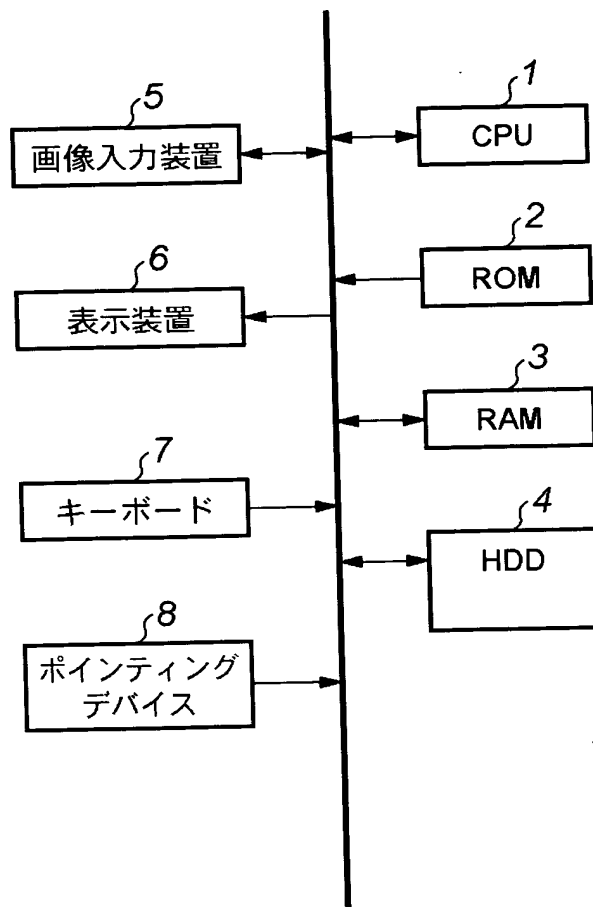 5
画像入力装置
6
表示装置
7
キーボード
8
ポインティング
デバイス
1
CPU
2
ROM
3
RAM
4
HDD